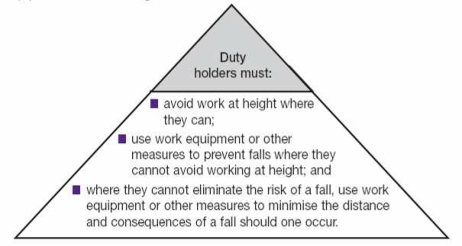 Duty
holders must:
avoid work at height where
they can;
use work equipment or other
measures to prevent falls where they
cannot avoid working at height; and
where they cannot eliminate the risk of a fall, use work
equipment or other measures to minimise the distance
and consequences of a fall should one occur.